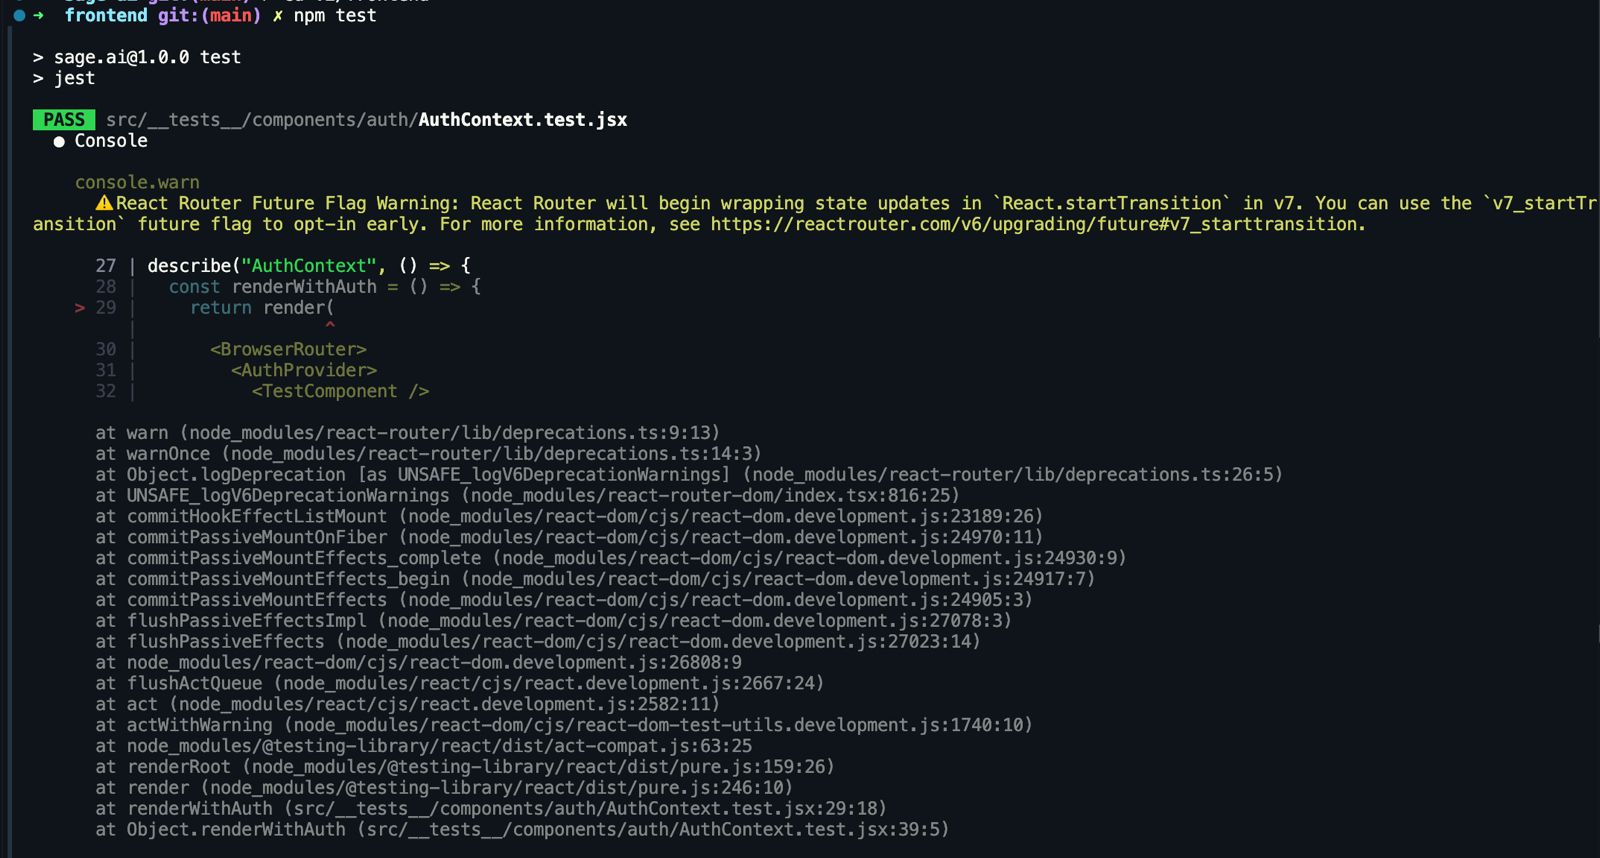 ➜ frontend git:(main) ✗ npm test
> sage.ai@1.0.0 test
> jest
PASS src/__tests__/components/auth/AuthContext.test.jsx
● Console
console.warn
⚠️React Router Future Flag Warning: React Router will begin wrapping state updates in `React.startTransition` in v7. You can use the `v7_startTr
ansition` future flag to opt-in early. For more information, see https://reactrouter.com/v6/upgrading/future#v7_starttransition.
27 | describe("AuthContext", () => {
28 | const renderWithAuth = () => {
> 29 | return render(
| ^
30 | <BrowserRouter>
31 | <AuthProvider>
32 | <TestComponent />
at warn (node_modules/react-router/lib/deprecations.ts:9:13)
at warnOnce (node_modules/react-router/lib/deprecations.ts:14:3)
at Object.logDeprecation [as UNSAFE_logV6DeprecationWarnings] (node_modules/react-router/lib/deprecations.ts:26:5)
at UNSAFE_logV6DeprecationWarnings (node_modules/react-router-dom/index.tsx:816:25)
at commitHookEffectListMount (node_modules/react-dom/cjs/react-dom.development.js:23189:26)
at commitPassiveMountOnFiber (node_modules/react-dom/cjs/react-dom.development.js:24970:11)
at commitPassiveMountEffects_complete (node_modules/react-dom/cjs/react-dom.development.js:24930:9)
at commitPassiveMountEffects_begin (node_modules/react-dom/cjs/react-dom.development.js:24917:7)
at commitPassiveMountEffects (node_modules/react-dom/cjs/react-dom.development.js:24905:3)
at flushPassiveEffectsImpl (node_modules/react-dom/cjs/react-dom.development.js:27078:3)
at flushPassiveEffects (node_modules/react-dom/cjs/react-dom.development.js:27023:14)
at node_modules/react-dom/cjs/react-dom.development.js:26808:9
at flushActQueue (node_modules/react/cjs/react.development.js:2667:24)
at act (node_modules/react/cjs/react.development.js:2582:11)
at actWithWarning (node_modules/react-dom/cjs/react-dom-test-utils.development.js:1740:10)
at node_modules/@testing-library/react/dist/act-compat.js:63:25
at renderRoot (node_modules/@testing-library/react/dist/pure.js:159:26)
at render (node_modules/@testing-library/react/dist/pure.js:246:10)
at renderWithAuth (src/__tests__/components/auth/AuthContext.test.jsx:29:18)
at Object.renderWithAuth (src/__tests__/components/auth/AuthContext.test.jsx:39:5)